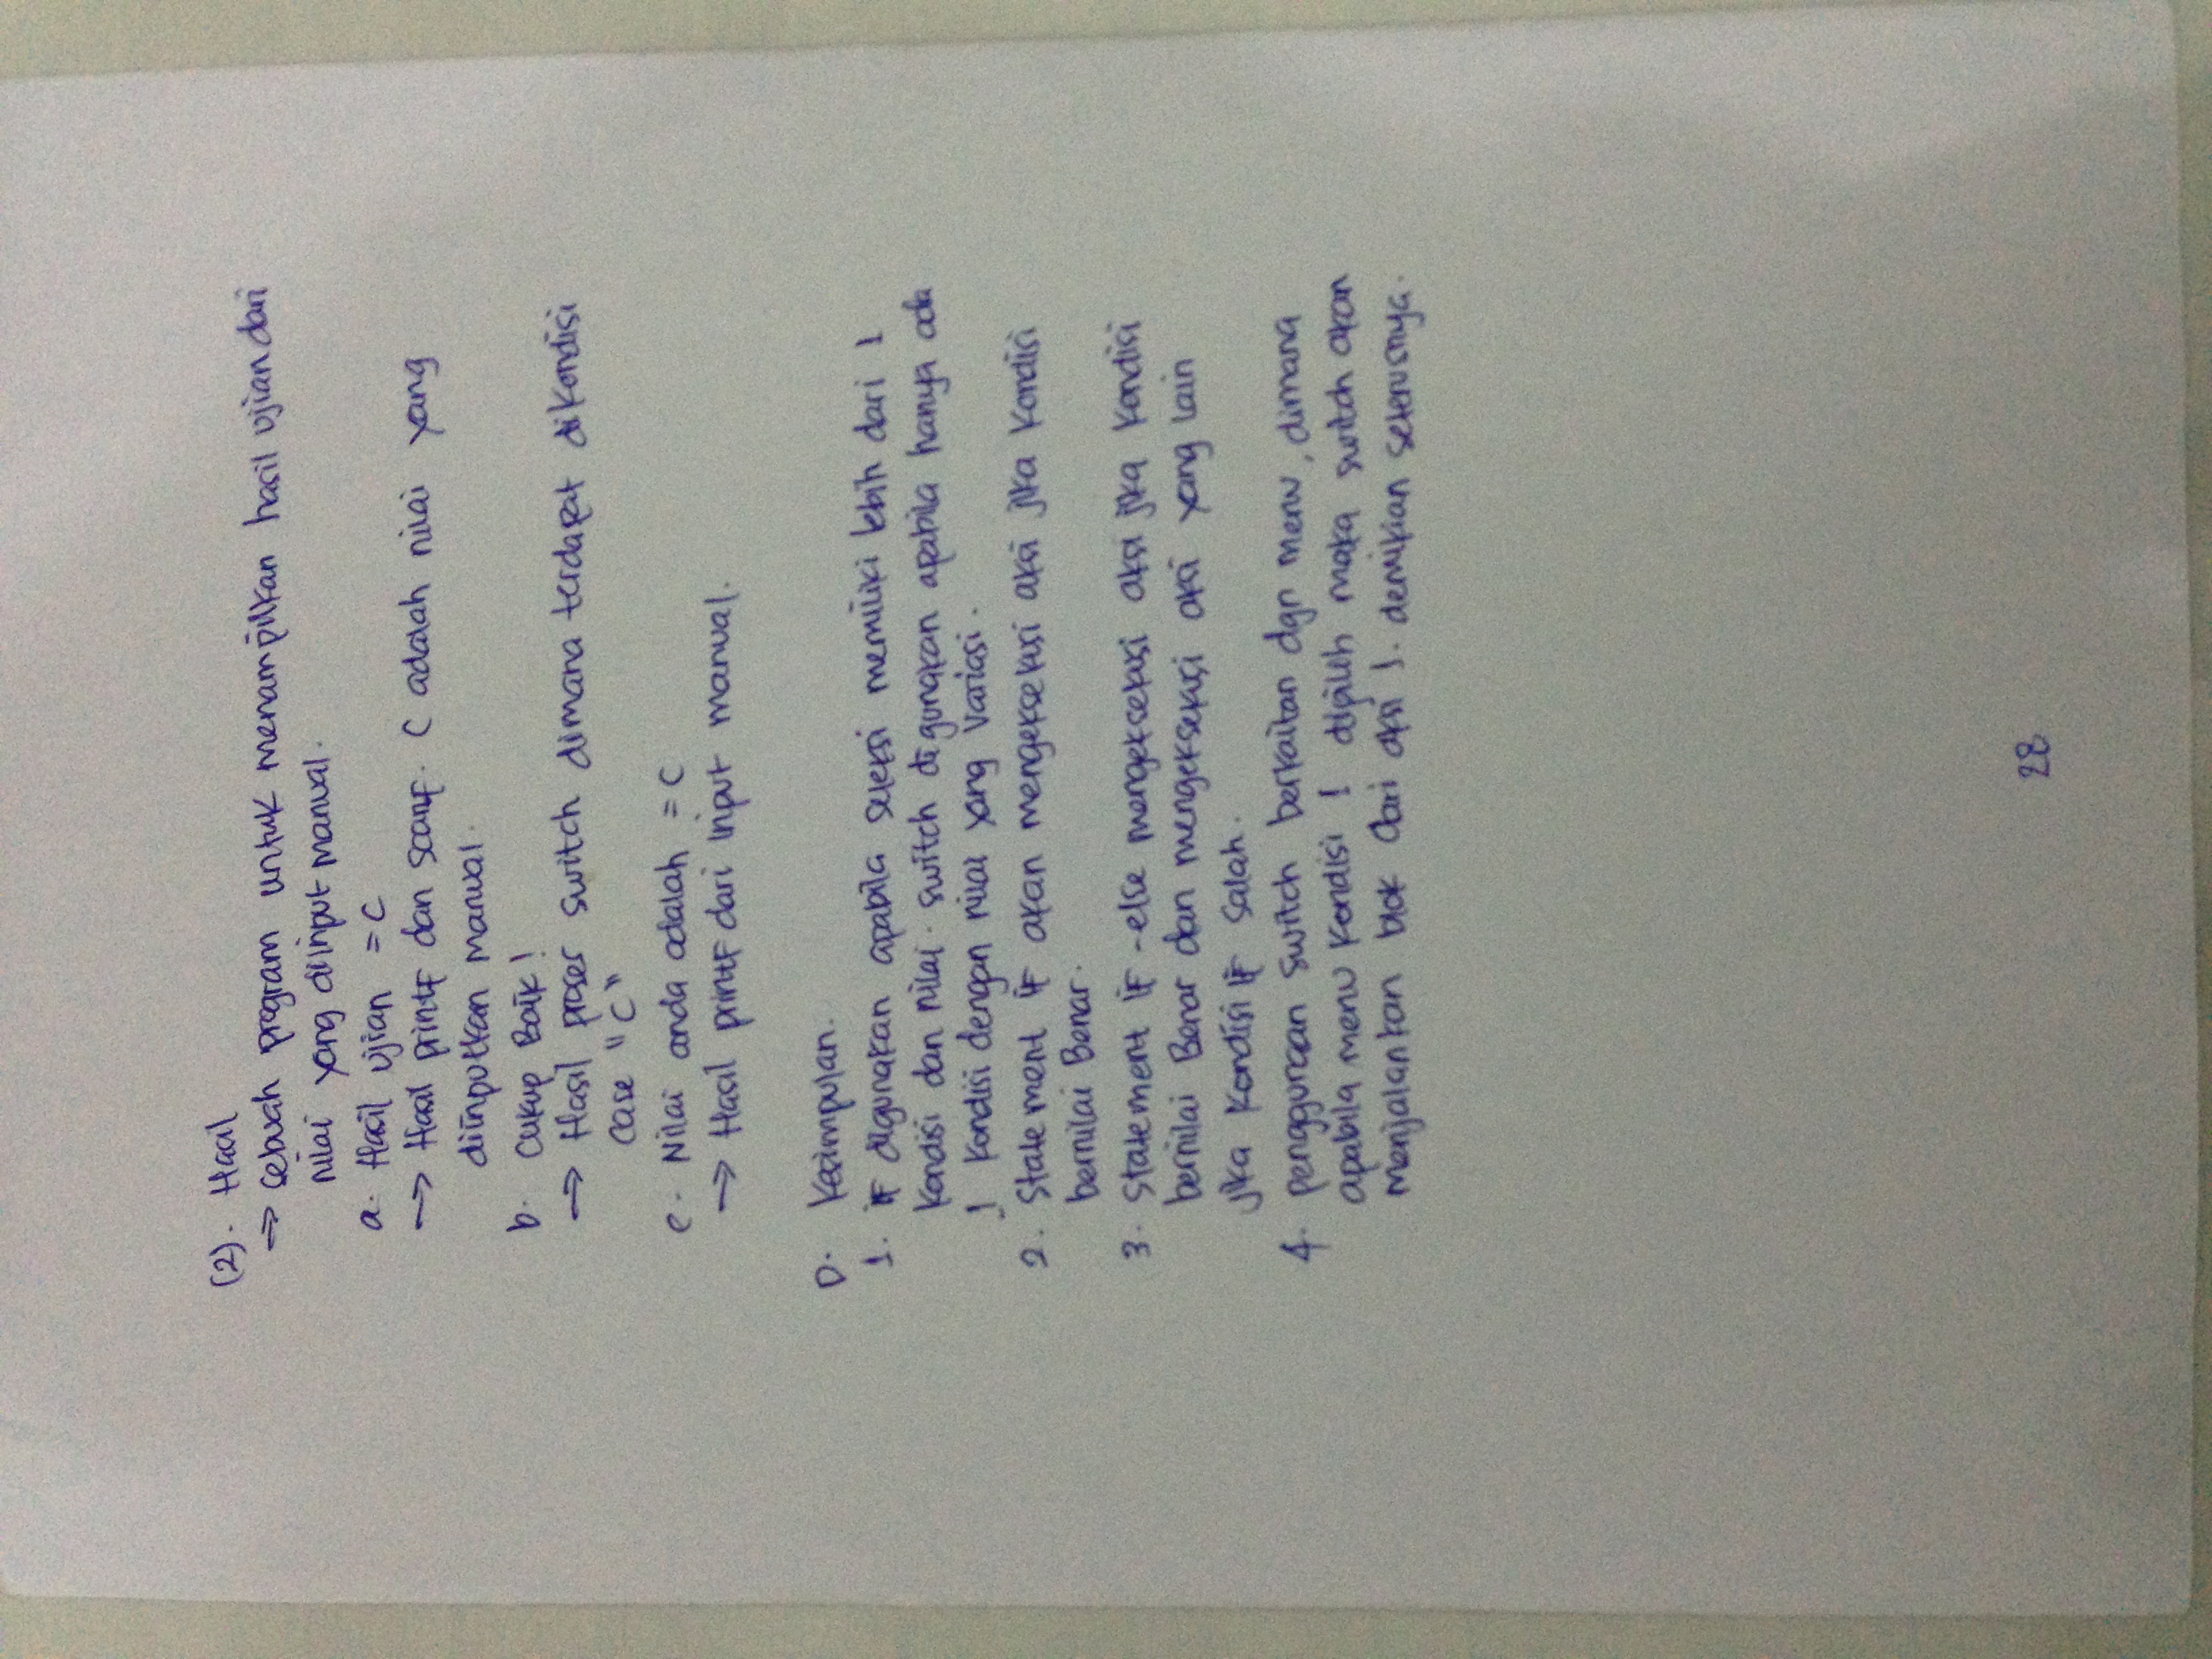 (2). Hasil
→ sebuah program untuk menampilkan hasil ujian dari
nilai yang diinput manual.
a. Hasil ujian = C
→ Hasil printf dan scanf. C adalah nilai yang
diinputkan manual.
b. Cukup Baik!
→ Hasil proses switch dimana terdapat dikondisi
case "C"
c. Nilai anda adalah = C
→ Hasil printf dari input manual.
D. Kesimpulan.
1. if digunakan apabila seleksi memiliki lebih dari 1
kondisi dan nilai. switch digunakan apabila hanya ada
1 kondisi dengan nilai yang variasi.
2. Statement if akan mengeksekusi aksi jika kondisi
bernilai Benar.
3. Statement if-else mengeksekusi aksi jika kondisi
bernilai Benar dan mengeksekusi aksi yang lain
jika kondisi if salah.
4. penggunaan switch berkaitan dgn menu, dimana
apabila menu kondisi 1 dipilih maka switch akan
menjalankan blok dari aksi 1. demikian seterusnya.
28